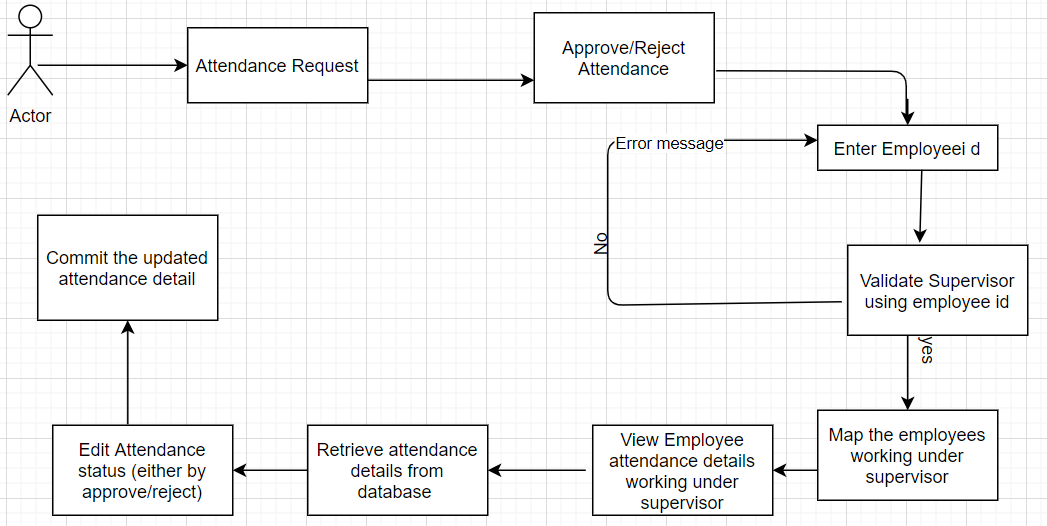 Actor
Attendance Request
Approve/Reject
Attendance
Error message
Enter Employeei d
No
Validate Supervisor
using employee id
yes
Commit the updated
attendance detail
Map the employees
working under
supervisor
View Employee
attendance details
working under
supervisor
Retrieve attendance
details from
database
Edit Attendance
status (either by
approve/reject)